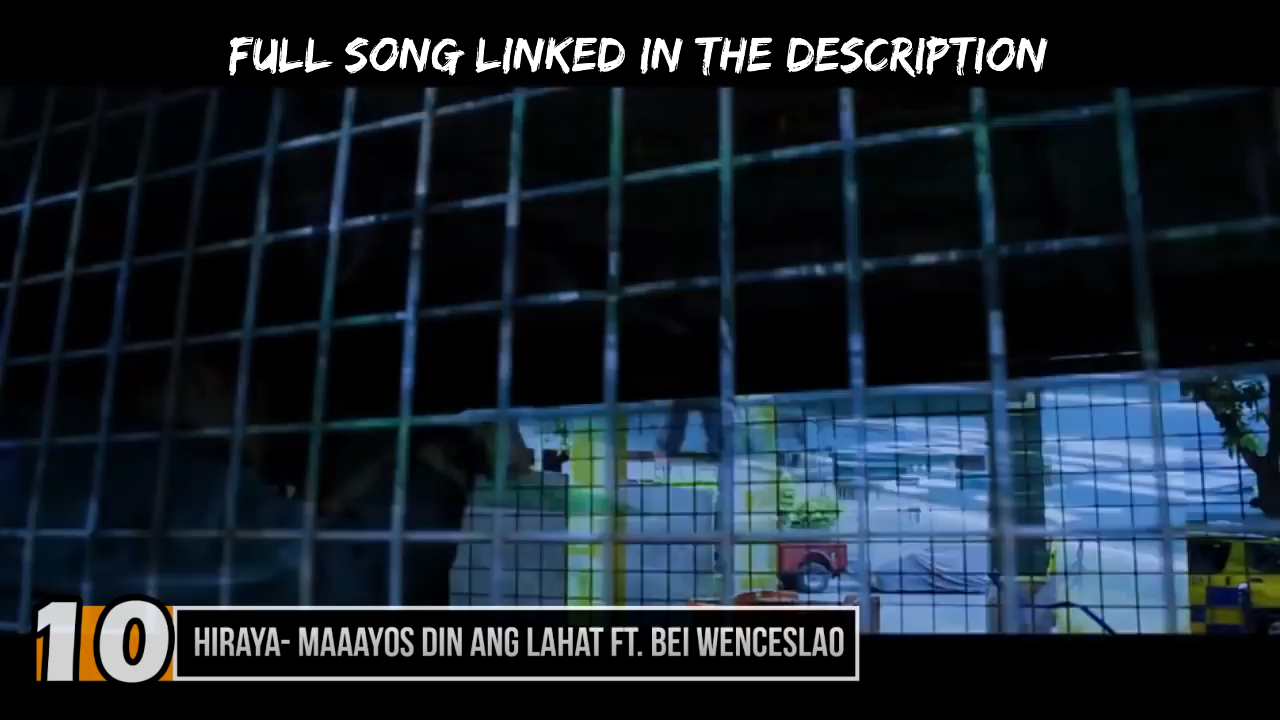 FULL SONG LINKED IN THE DESCRIPTION
10
HIRAYA- MAAAYOS DIN ANG LAHAT FT. BEI WENCESLAO